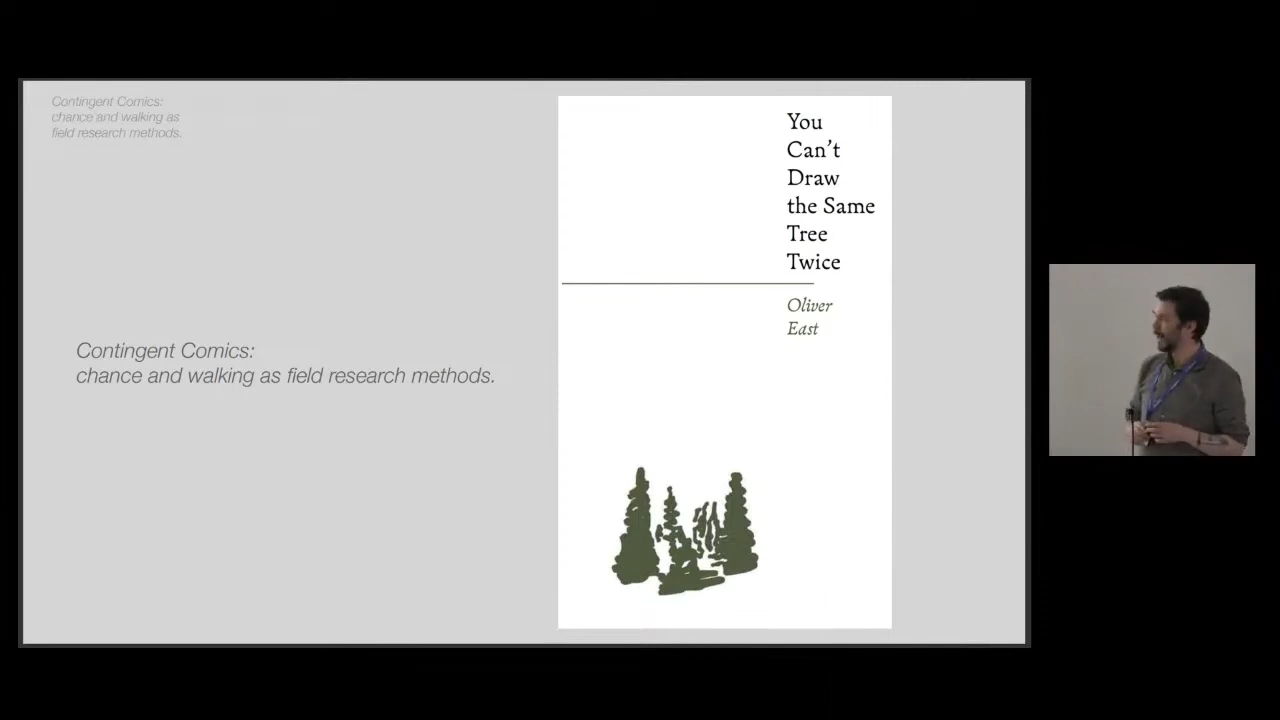 Contingent Comics:
chance and walking as
field research methods.
Contingent Comics:
chance and walking as field research methods.
You
Can’t
Draw
the Same
Tree
Twice
Oliver
East